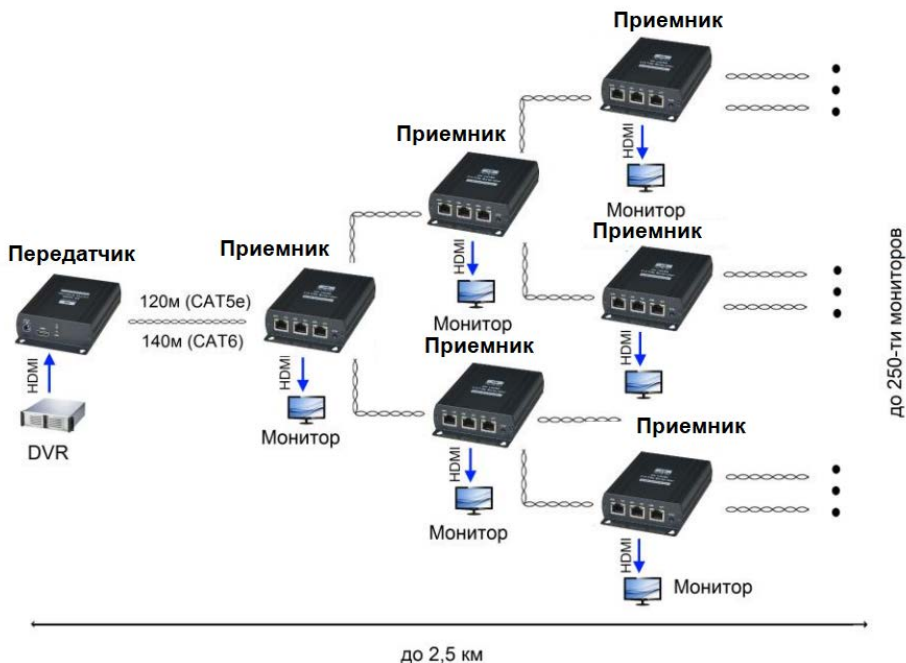 Приемник
Приемник
HDMI
Монитор
Приемник
Передатчик
Приемник
HDMI
120м (CAT5e)
140м (CAT6)
Монитор
Приемник
HDMI
HDMI
HDMI
DVR
Монитор
Приемник
HDMI
Монитор
HDMI
Монитор
до 250-ти мониторов
до 2,5 км